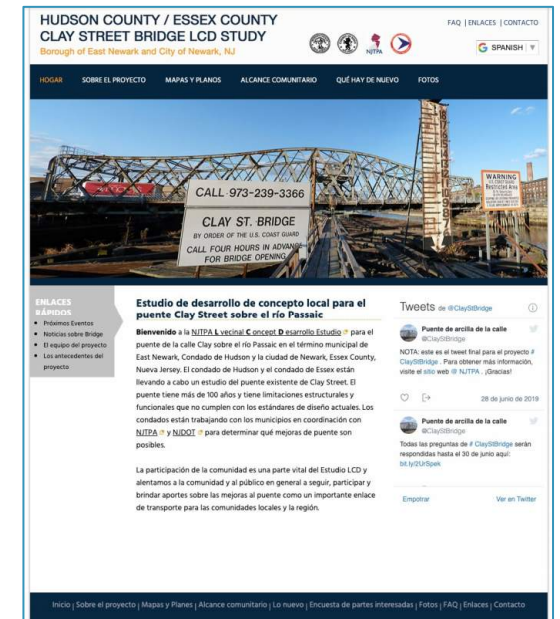 HUDSON COUNTY / ESSEX COUNTY
CLAY STREET BRIDGE LCD STUDY
Borough of East Newark and City of Newark, NJ
NJTPA
FAQ | ENLACES | CONTACTO
G SPANISH ▼
HOGAR SOBRE EL PROYECTO MAPAS Y PLANOS ALCANCE COMUNITARIO QUÉ HAY DE NUEVO FOTOS
CALL 973-239-3366
CLAY ST. BRIDGE
BY ORDER OF THE U.S. COAST GUARD
CALL FOUR HOURS IN ADVANCE
FOR BRIDGE OPENING
WARNING
Restricted Area
ENLACES
RÁPIDOS
Próximos Eventos
Noticias sobre Bridge
El equipo del proyecto
Los antecedentes del
proyecto
Estudio de desarrollo de concepto local para el
puente Clay Street sobre el río Passaic
Bienvenido a la NJTPA L vecinal C oncept D esarrollo Estudio para el
puente de la calle Clay sobre el río Passaic en el término municipal de
East Newark, Condado de Hudson y la ciudad de Newark, Essex County,
Nueva Jersey. El condado de Hudson y el condado de Essex están
llevando a cabo un estudio del puente existente de Clay Street. El
puente tiene más de 100 años y tiene limitaciones estructurales y
funcionales que no cumplen con los estándares de diseño actuales. Los
condados están trabajando con los municipios en coordinación con
NJTPA y NJDOT para determinar qué mejoras de puente son
posibles.
La participación de la comunidad es una parte vital del Estudio LCD y
alentamos a la comunidad y al público en general a seguir, participar y
brindar aportes sobre las mejoras al puente como un importante enlace
de transporte para las comunidades locales y la región.
Tweets de @ClayStBridge
Puente de arcilla de la calle
@ClayStBridge
NOTA: este es el tweet final para el proyecto #
ClayStBridge . Para obtener más información,
visite el sitio web @ NJTPA . ¡Gracias!
28 de junio de 2019
Puente de arcilla de la calle
@ClayStBridge
Todas las preguntas de # ClayStBridge serán
respondidas hasta el 30 de junio aquí:
bit.ly/2Ur5pek
Empotrar Ver en Twitter
Inicio | Sobre el proyecto | Mapas y Planes | Alcance comunitario | Lo nuevo | Encuesta de partes interesadas | Fotos | FAQ | Enlaces | Contacto